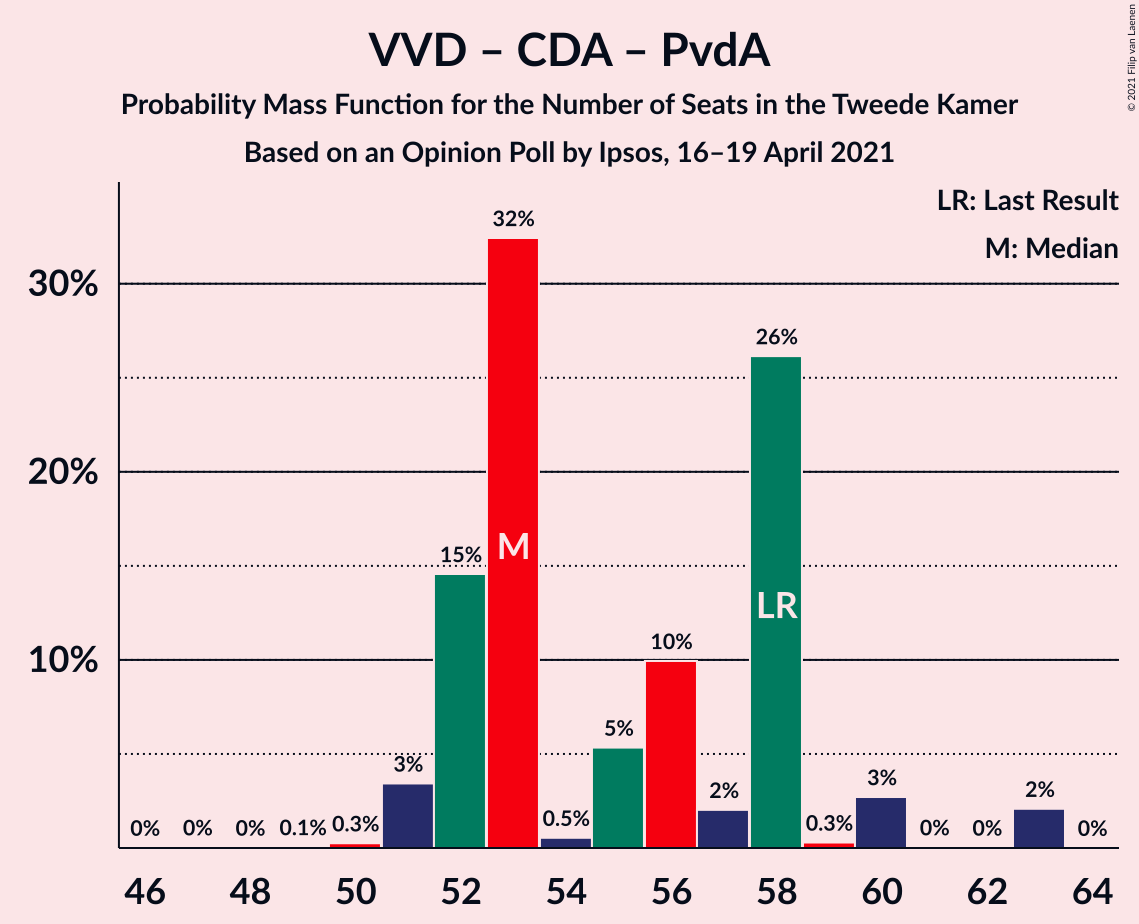 VVD – CDA – PvdA
Probability Mass Function for the Number of Seats in the Tweede Kamer
Based on an Opinion Poll by Ipsos, 16–19 April 2021
© 2021 Filip van Laenen
LR: Last Result
M: Median
30%
20%
10%
0% 0% 0% 0.1% 0.3% 3% 15% 32% 0.5% 5% 10% 2% 26% 0.3% 3% 0% 0% 2% 0%
M
LR
46 48 50 52 54 56 58 60 62 64